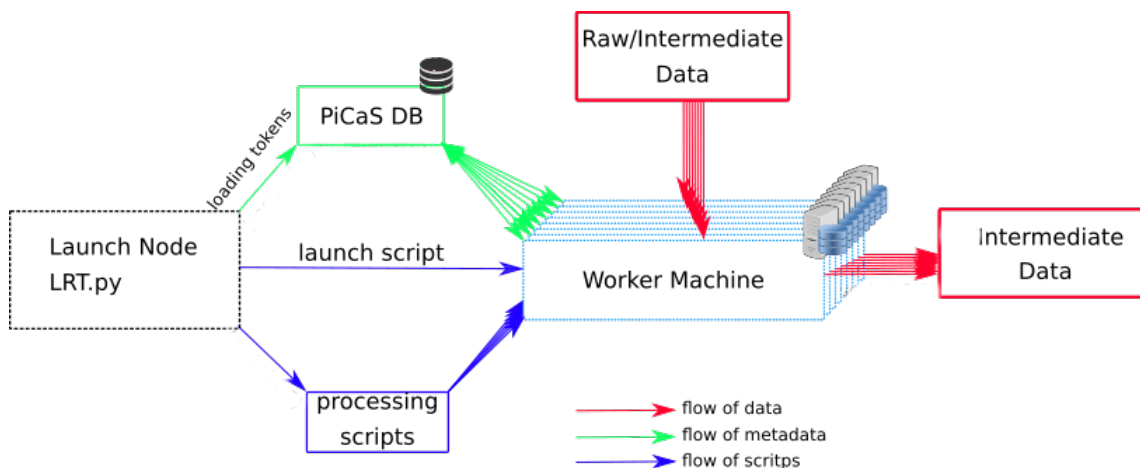 Raw/Intermediate
Data
PiCaS DB
loading tokens
Launch Node
LRT.py
launch script
Worker Machine
Intermediate
Data
processing
scripts
flow of data
flow of metadata
flow of scritps